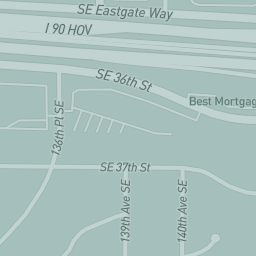 SE Eastgate Way
I 90 HOV
SE 36th St
Best Mortgag
136th Pl SE
SE 37th St
139th Ave SE
140th Ave SE